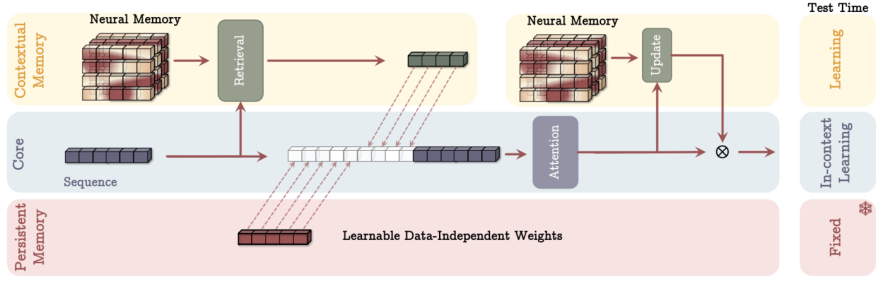 Test Time
Contextual
Memory
Neural Memory
Retrieval
Neural Memory
Update
Learning
Core
Sequence
Attention
⊗
In-context
Learning
Persistent
Memory
Learnable Data-Independent Weights
Fixed